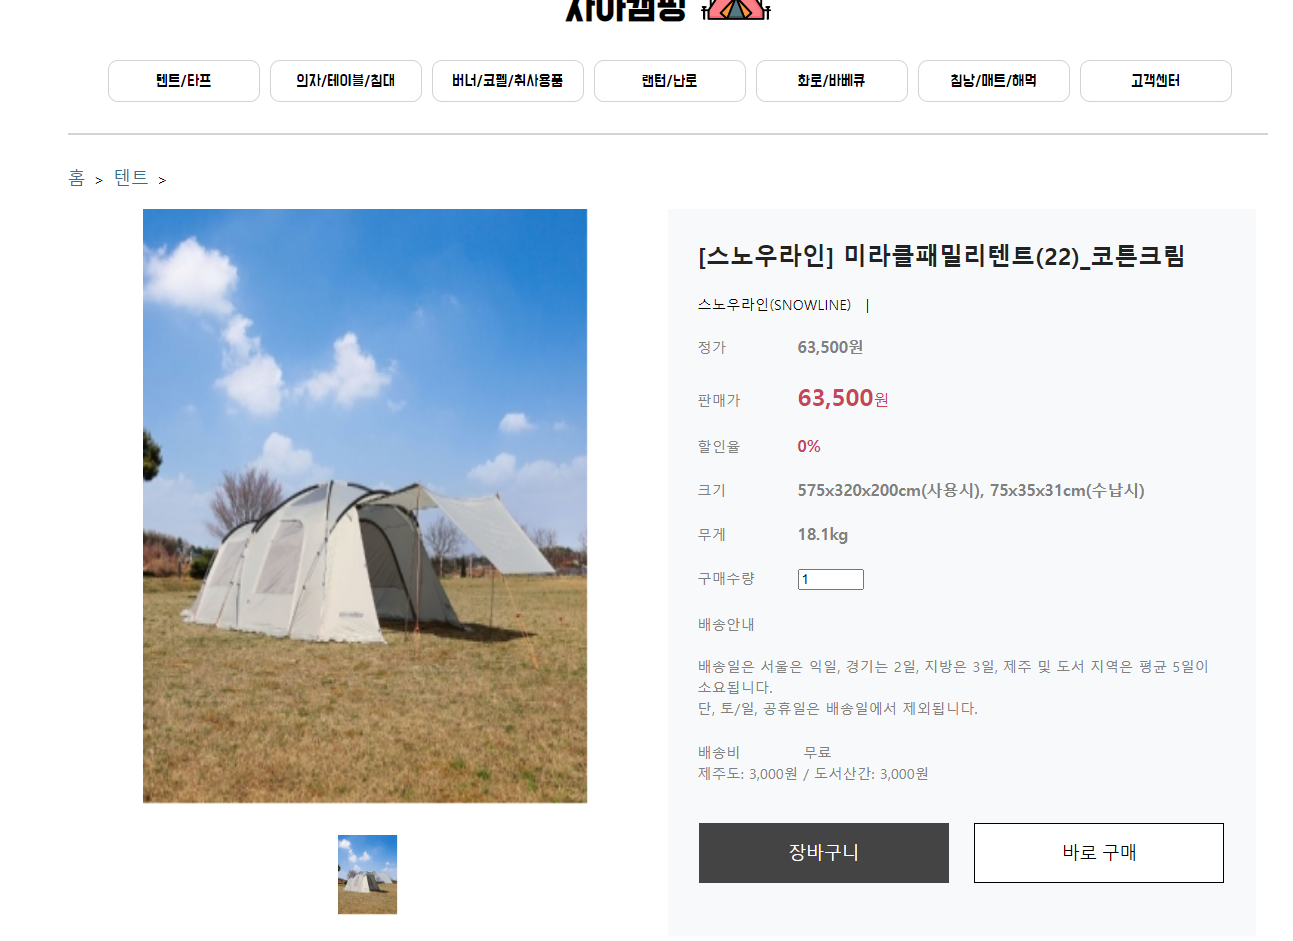 텐트/타프
의자/테이블/침대
버너/코펠/취사용품
랜턴/난로
화로/바베큐
침낭/매트/해먹
고객센터
홈 > 텐트 >
[스노우라인] 미라클패밀리텐트(22)_코튼크림
스노우라인(SNOWLINE) |
정가 63,500원
판매가 63,500원
할인율 0%
크기 575x320x200cm(사용시), 75x35x31cm(수납시)
무게 18.1kg
구매수량 1
배송안내
배송일은 서울은 익일, 경기는 2일, 지방은 3일, 제주 및 도서 지역은 평균 5일이
소요됩니다.
단, 토/일, 공휴일은 배송일에서 제외됩니다.
배송비 무료
제주도: 3,000원 / 도서산간: 3,000원
장바구니
바로 구매